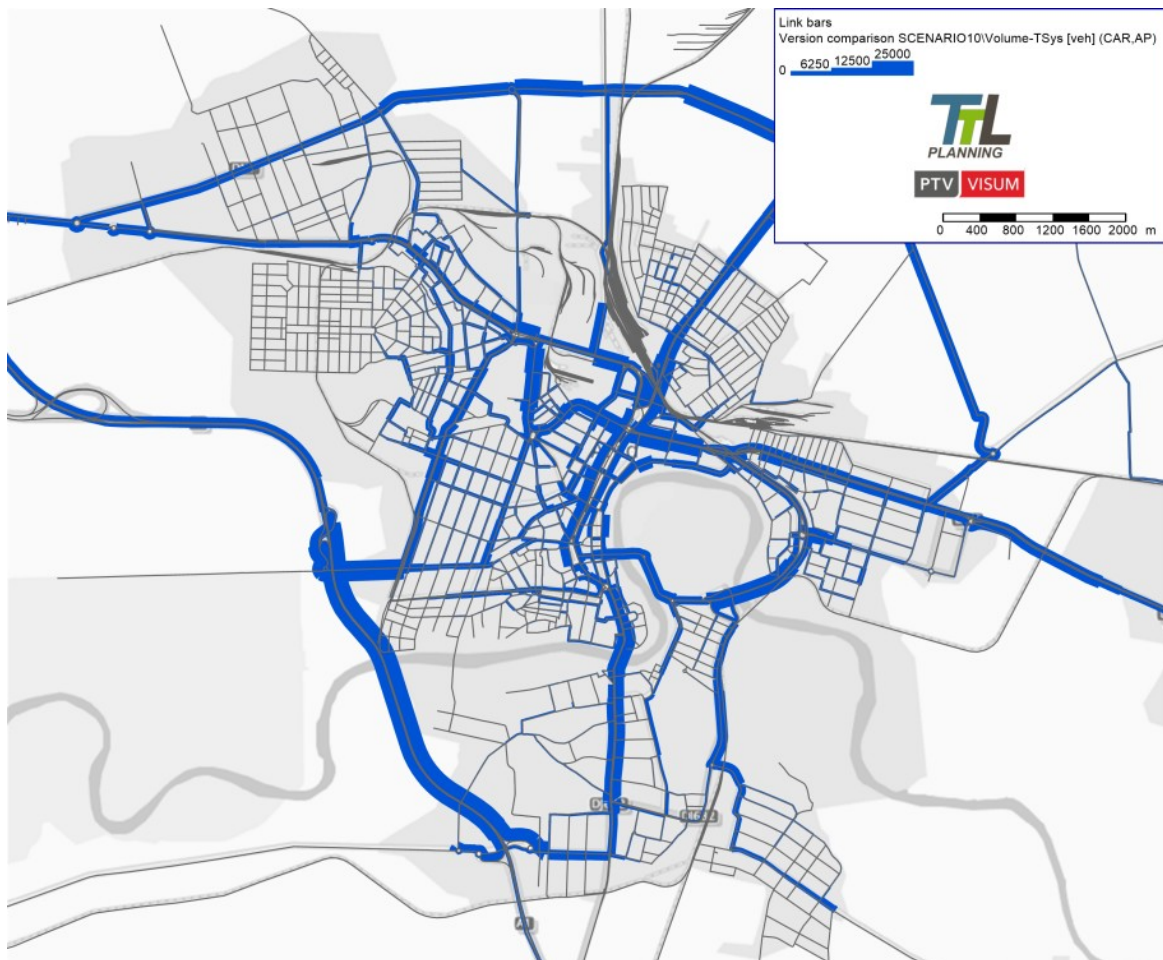 Link bars
Version comparison SCENARIO10\Volume-TSys [veh] (CAR,AP)
0 6250 12500 25000
TTL
PLANNING
PTV VISUM
0 400 800 1200 1600 2000 m